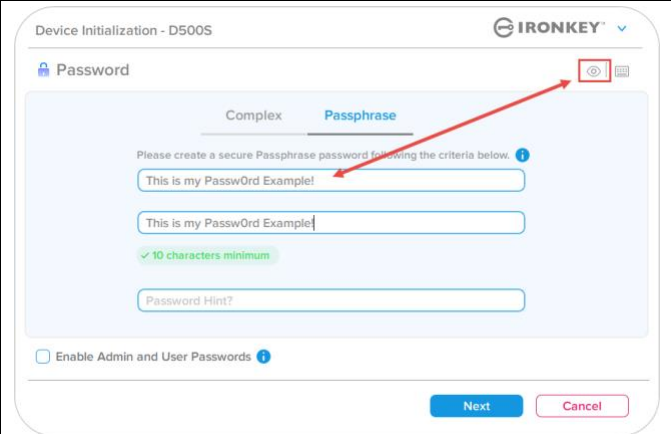 Device Initialization - D500S
IRONKEY™
Password
Complex Passphrase
Please create a secure Passphrase password following the criteria below.
This is my Passw0rd Example!
This is my Passw0rd Example!
✓ 10 characters minimum
Password Hint?
Enable Admin and User Passwords
Next Cancel